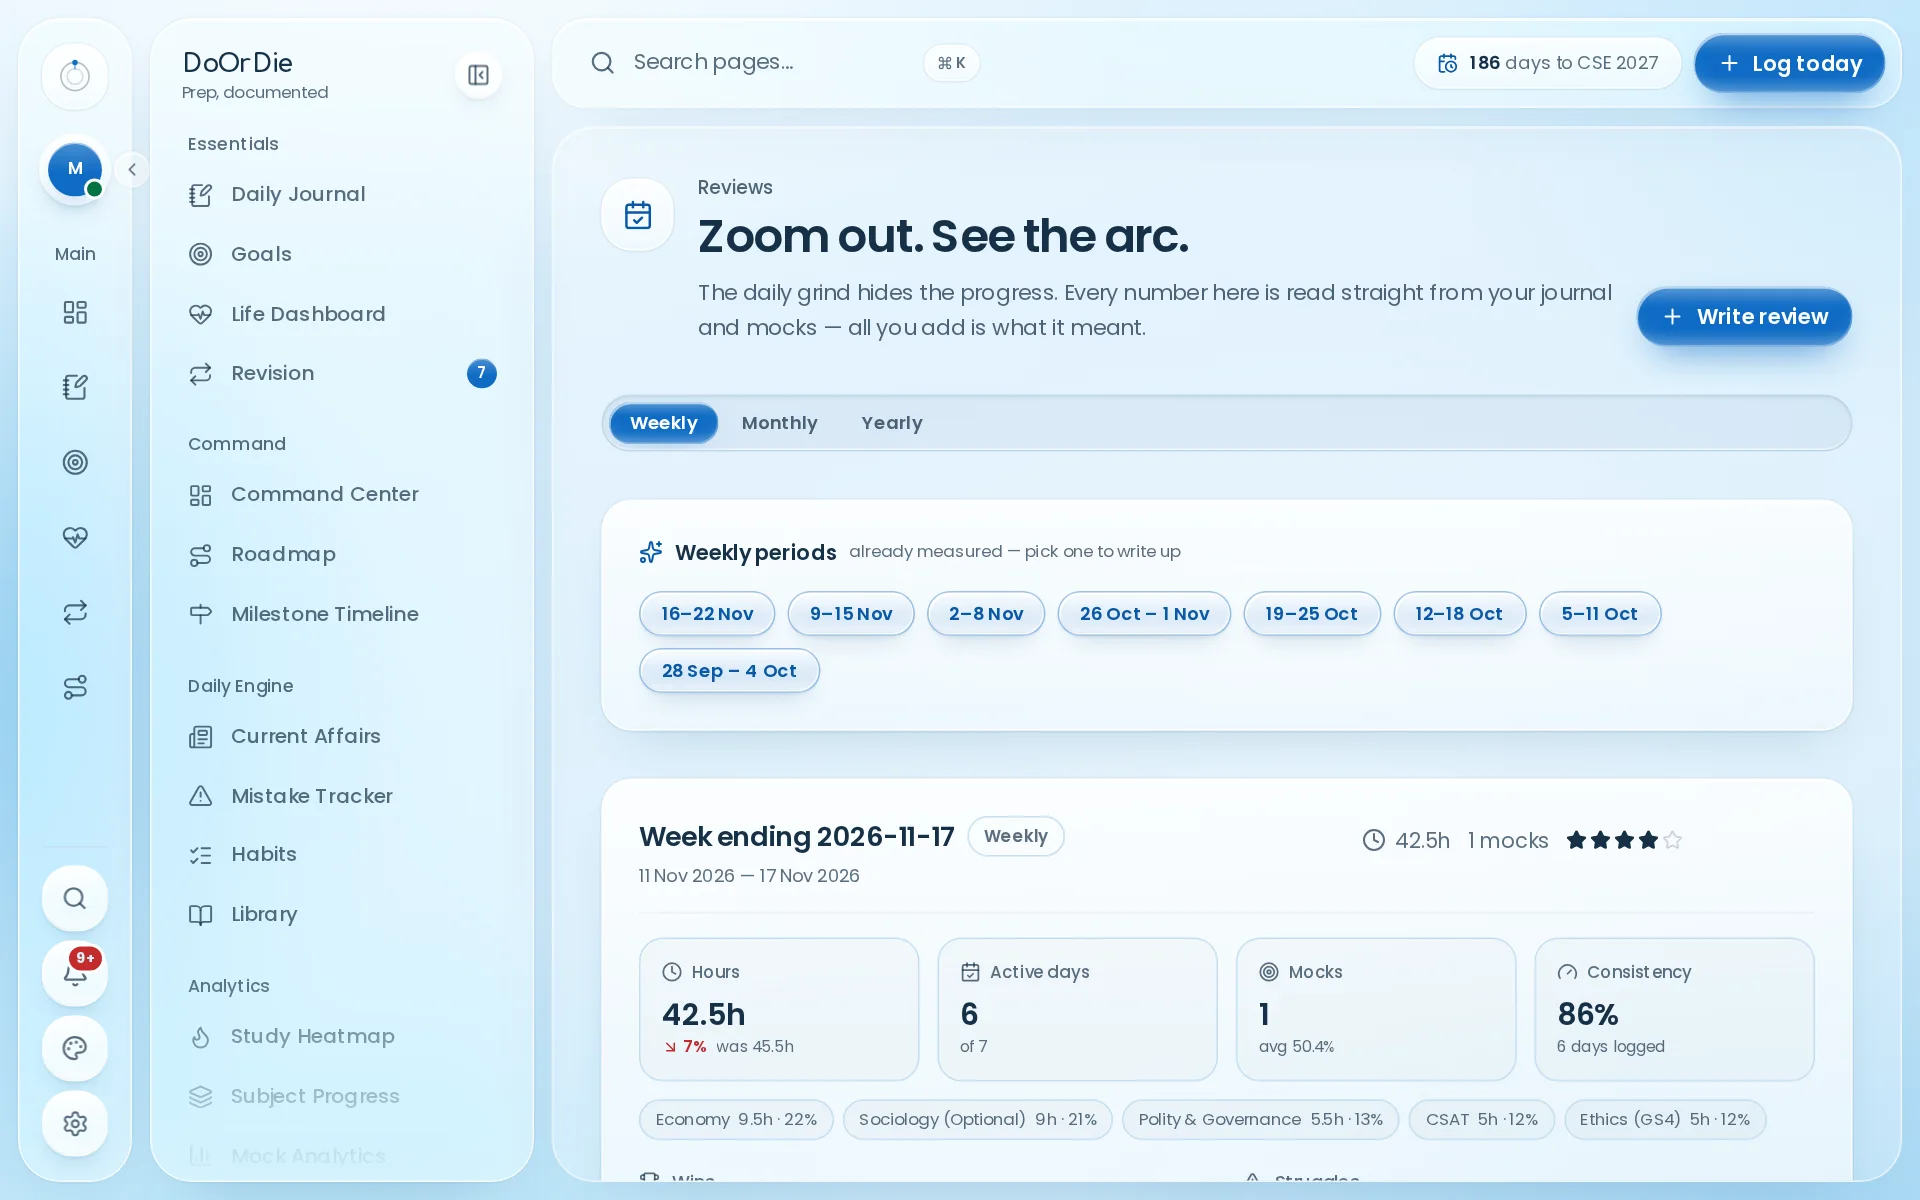 DoOrDie
Prep, documented
M
Main
9+
Essentials
Daily Journal
Goals
Life Dashboard
Revision 7
Command
Command Center
Roadmap
Milestone Timeline
Daily Engine
Current Affairs
Mistake Tracker
Habits
Library
Analytics
Study Heatmap
Subject Progress
Mock Analytics
Search pages... ⌘ K
186 days to CSE 2027
Log today
Reviews
Zoom out. See the arc.
The daily grind hides the progress. Every number here is read straight from your journal
and mocks — all you add is what it meant.
Write review
Weekly Monthly Yearly
Weekly periods already measured — pick one to write up
16–22 Nov 9–15 Nov 2–8 Nov 26 Oct – 1 Nov 19–25 Oct 12–18 Oct 5–11 Oct
28 Sep – 4 Oct
Week ending 2026-11-17 Weekly 42.5h 1 mocks
11 Nov 2026 — 17 Nov 2026
Hours
42.5h
7% was 45.5h
Active days
6
of 7
Mocks
1
avg 50.4%
Consistency
86%
6 days logged
Economy 9.5h · 22% Sociology (Optional) 9h · 21% Polity & Governance 5.5h · 13% CSAT 5h · 12% Ethics (GS4) 5h · 12%
Wins Struggles